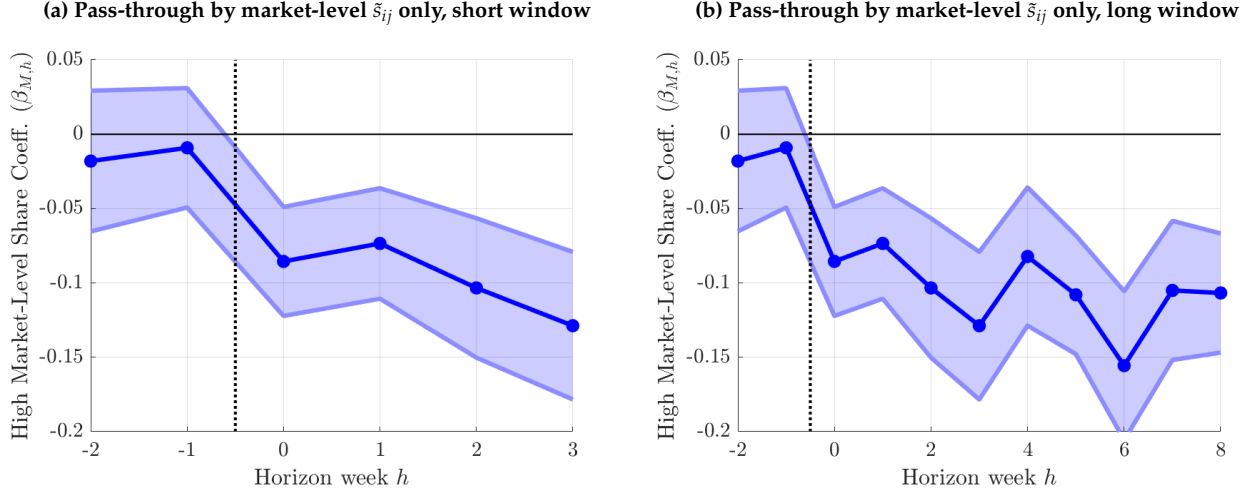 (a) Pass-through by market-level s̃ᵢⱼ only, short window
High Market-Level Share Coeff. (β_{M,h})
0.05
0
-0.05
-0.1
-0.15
-0.2
-2 -1 0 1 2 3
Horizon week h
(b) Pass-through by market-level s̃ᵢⱼ only, long window
High Market-Level Share Coeff. (β_{M,h})
0.05
0
-0.05
-0.1
-0.15
-0.2
-2 0 2 4 6 8
Horizon week h